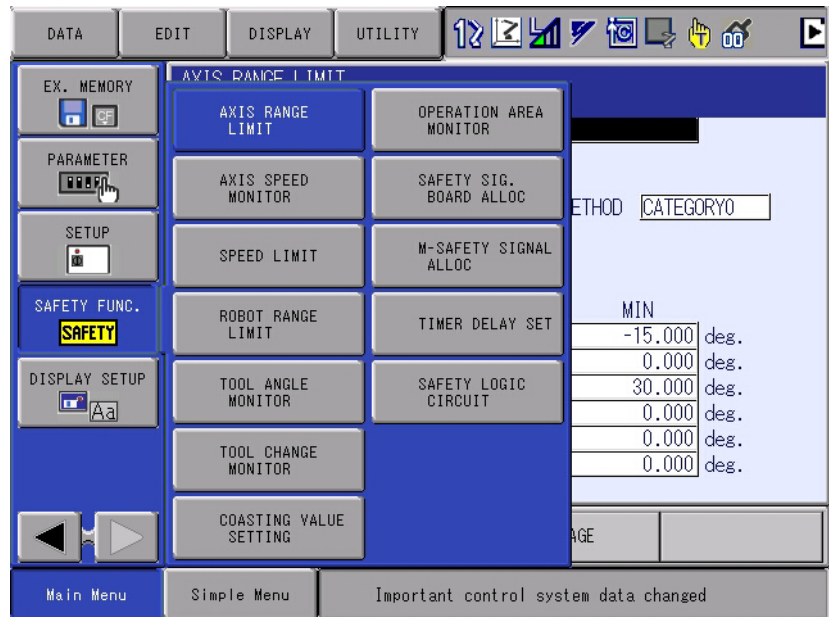 DATA
EDIT
DISPLAY
UTILITY
EX. MEMORY
CF
PARAMETER
SETUP
SAFETY FUNC.
SAFETY
DISPLAY SETUP
Aa
AXIS RANGE LIMIT
AXIS RANGE
LIMIT
AXIS SPEED
MONITOR
SPEED LIMIT
ROBOT RANGE
LIMIT
TOOL ANGLE
MONITOR
TOOL CHANGE
MONITOR
COASTING VALUE
SETTING
OPERATION AREA
MONITOR
SAFETY SIG.
BOARD ALLOC
M-SAFETY SIGNAL
ALLOC
TIMER DELAY SET
SAFETY LOGIC
CIRCUIT
ETHOD CATEGORY0
MIN
-15.000 deg.
0.000 deg.
30.000 deg.
0.000 deg.
0.000 deg.
0.000 deg.
AGE
Main Menu
Simple Menu
Important control system data changed